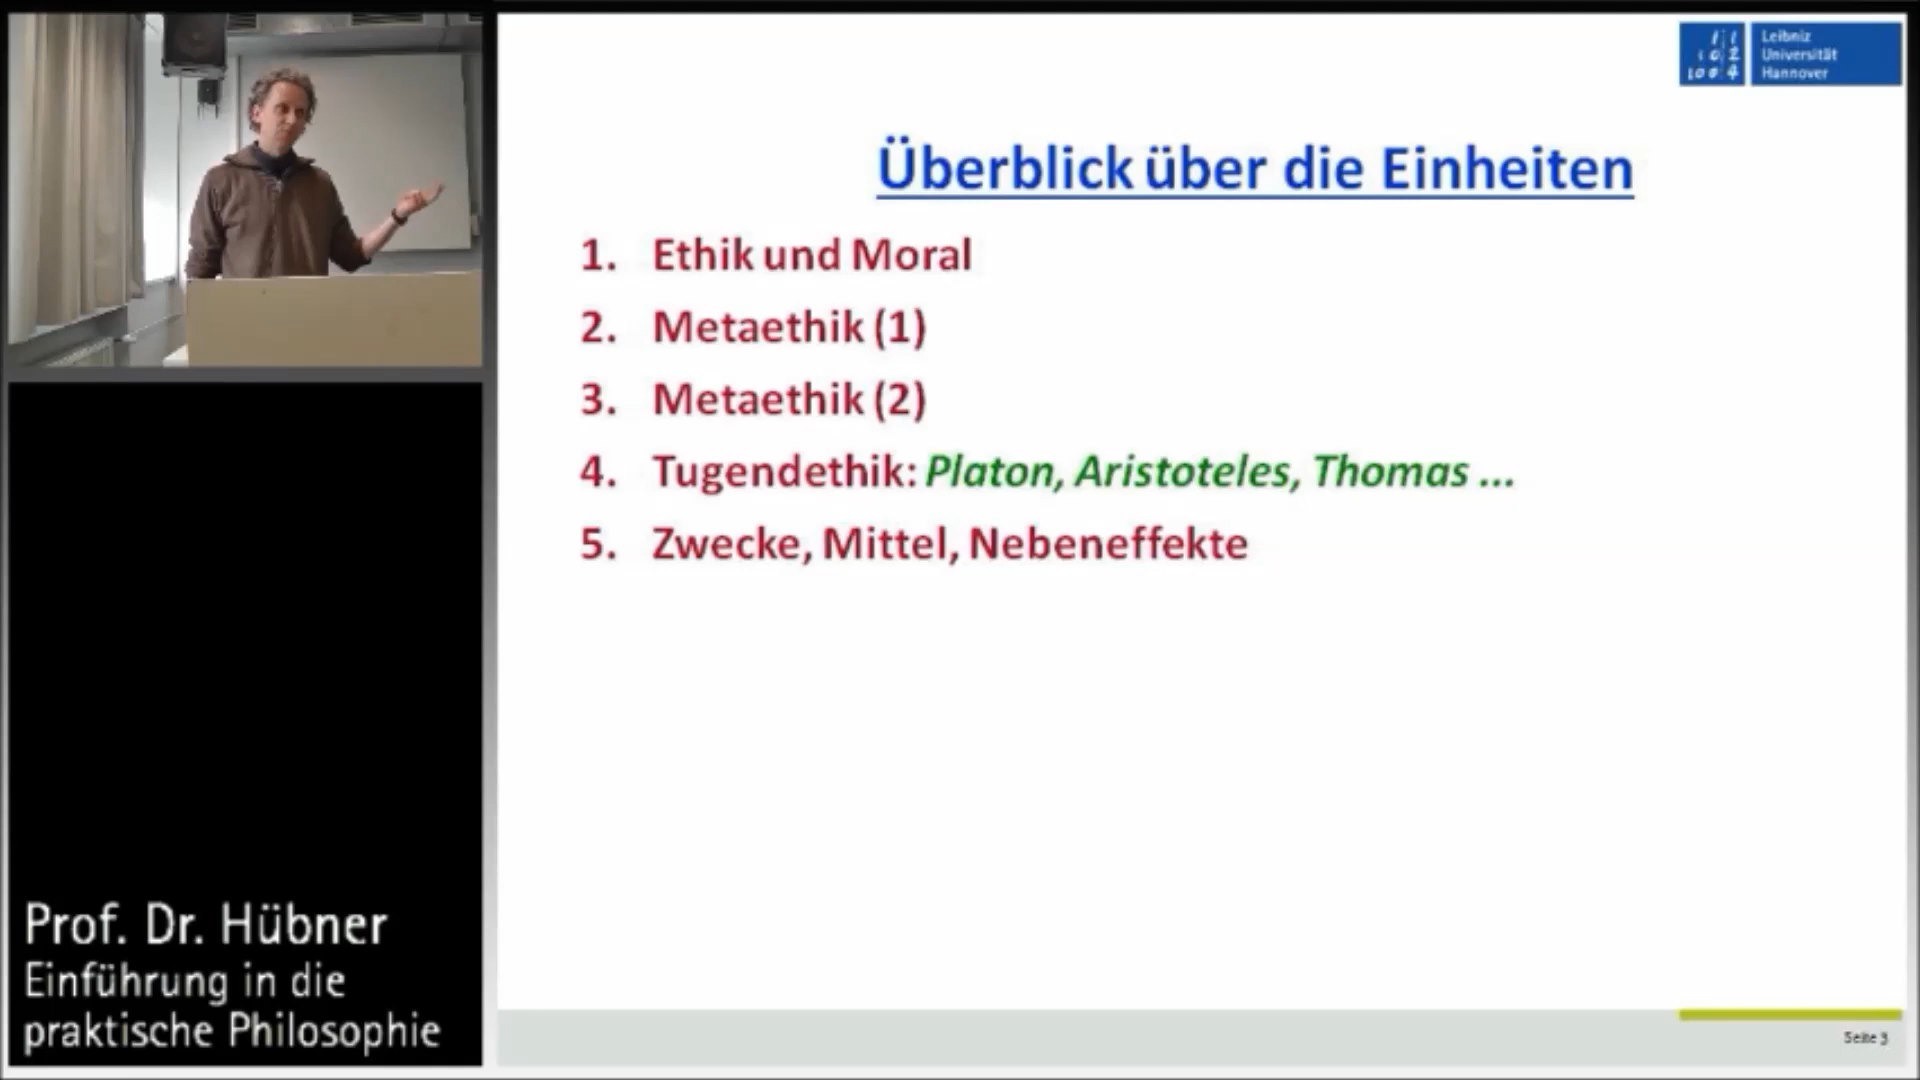 Leibniz
Universität
Hannover
Überblick über die Einheiten
1. Ethik und Moral
2. Metaethik (1)
3. Metaethik (2)
4. Tugendethik: Platon, Aristoteles, Thomas ...
5. Zwecke, Mittel, Nebeneffekte
Prof. Dr. Hübner
Einführung in die
praktische Philosophie
Seite 3